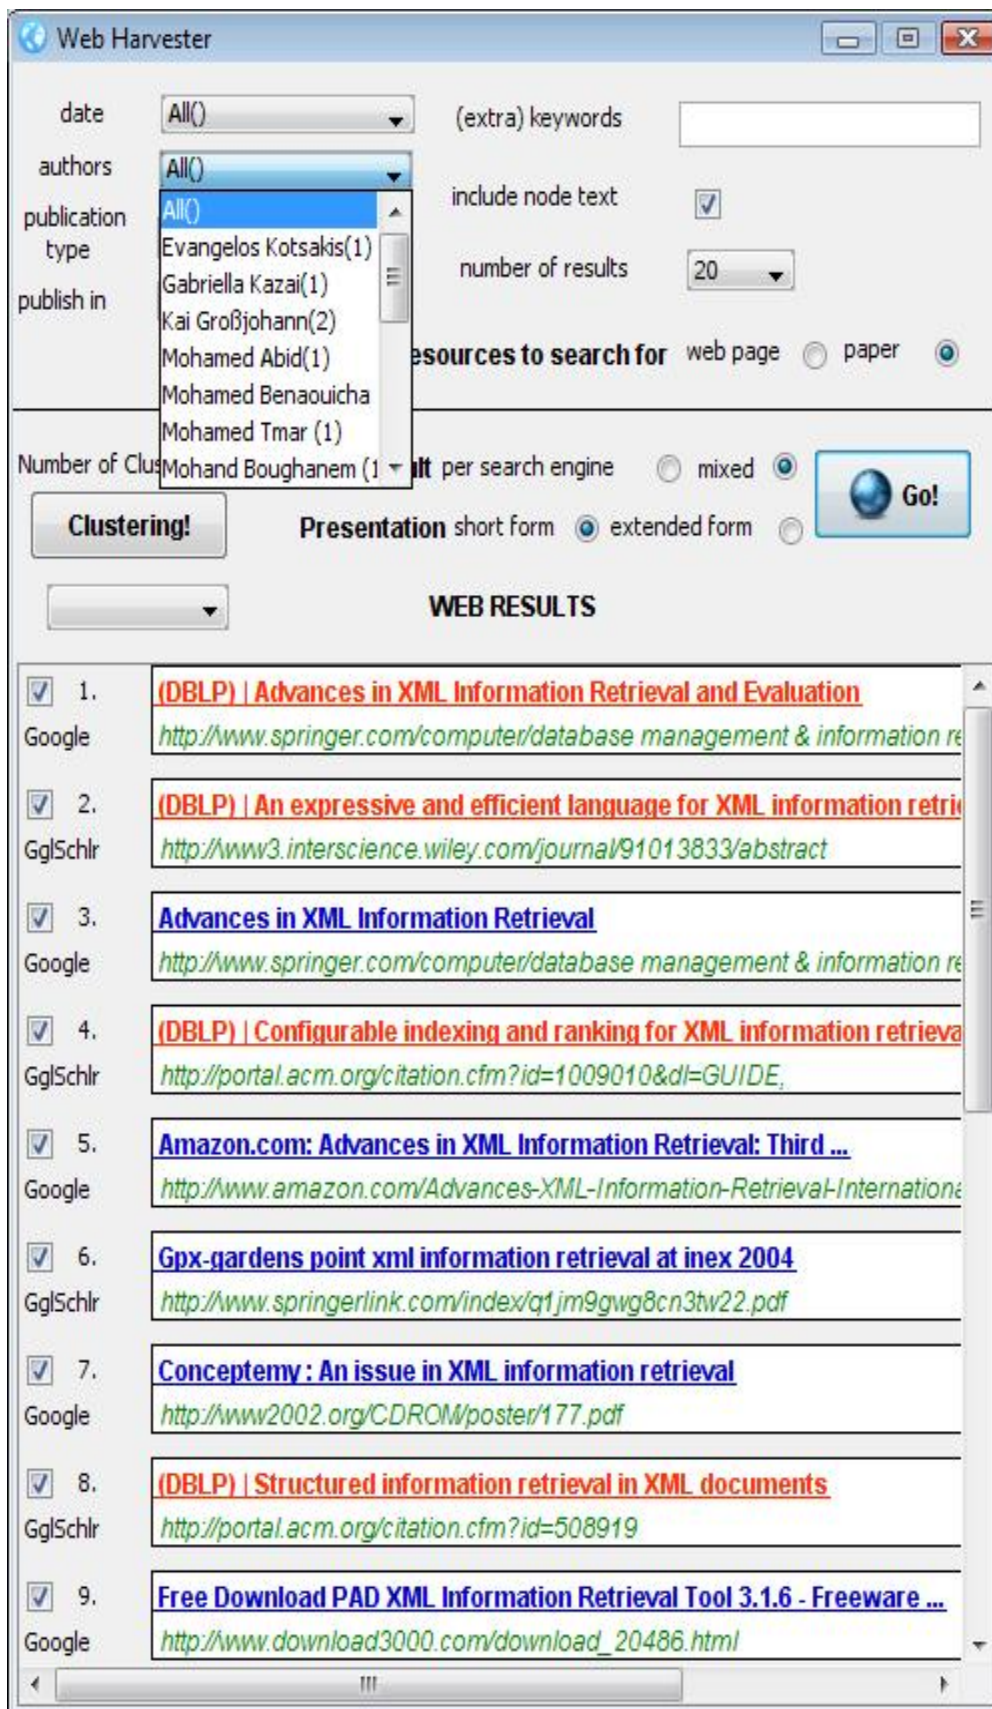 Web Harvester
date All() (extra) keywords
authors All()
All()
Evangelos Kotsakis(1)
Gabriella Kazai(1)
Kai Großjohann(2)
Mohamed Abid(1)
Mohamed Benaouicha
Mohamed Tmar (1)
Mohand Boughanem (1
publication
type
publish in
include node text
number of results 20
esources to search for web page paper
Number of Clus
lt per search engine mixed
Go!
Clustering!
Presentation short form extended form
WEB RESULTS
1. (DBLP) | Advances in XML Information Retrieval and Evaluation
Google http://www.springer.com/computer/database management & information re
2. (DBLP) | An expressive and efficient language for XML information retrie
GglSchlr http://www3.interscience.wiley.com/journal/91013833/abstract
3. Advances in XML Information Retrieval
Google http://www.springer.com/computer/database management & information re
4. (DBLP) | Configurable indexing and ranking for XML information retrieva
GglSchlr http://portal.acm.org/citation.cfm?id=1009010&dl=GUIDE,
5. Amazon.com: Advances in XML Information Retrieval: Third ...
Google http://www.amazon.com/Advances-XML-Information-Retrieval-Internationa
6. Gpx-gardens point xml information retrieval at inex 2004
GglSchlr http://www.springerlink.com/index/q1jm9gwg8cn3tw22.pdf
7. Conceptemy : An issue in XML information retrieval
Google http://www2002.org/CDROM/poster/177.pdf
8. (DBLP) | Structured information retrieval in XML documents
GglSchlr http://portal.acm.org/citation.cfm?id=508919
9. Free Download PAD XML Information Retrieval Tool 3.1.6 - Freeware ...
Google http://www.download3000.com/download_20486.html